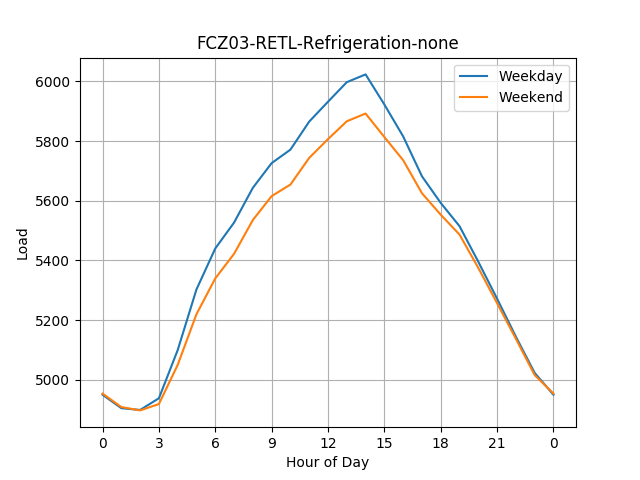 FCZ03-RETL-Refrigeration-none
Weekday
Weekend
6000
5800
5600
5400
5200
5000
Load
0 3 6 9 12 15 18 21 0
Hour of Day